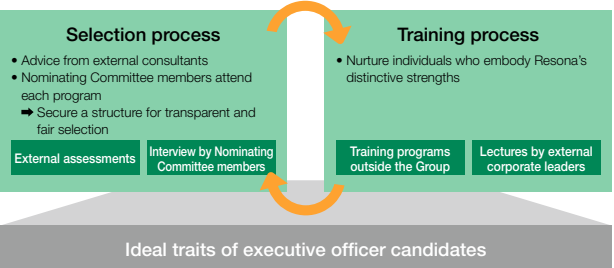 Selection process
• Advice from external consultants
• Nominating Committee members attend
each program
➡ Secure a structure for transparent and
fair selection
External assessments
Interview by Nominating
Committee members
Training process
• Nurture individuals who embody Resona's
distinctive strengths
Training programs
outside the Group
Lectures by external
corporate leaders
Ideal traits of executive officer candidates